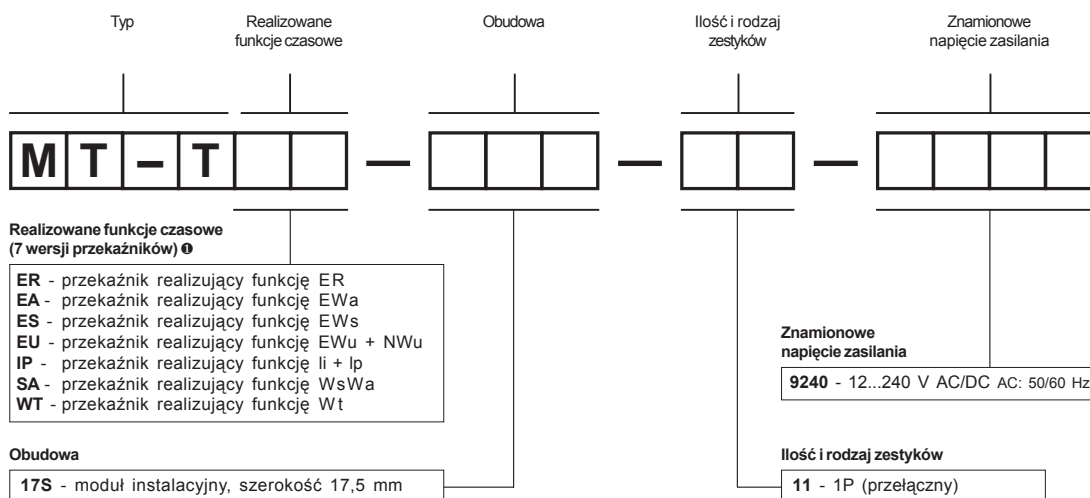 Typ
Realizowane
funkcje czasowe
Obudowa
Ilość i rodzaj
zestyków
Znamionowe
napięcie zasilania
MT–T — — —
Realizowane funkcje czasowe
(7 wersji przekaźników) ❶
ER - przekaźnik realizujący funkcję ER
EA - przekaźnik realizujący funkcję EWa
ES - przekaźnik realizujący funkcję EWs
EU - przekaźnik realizujący funkcję EWu + NWu
IP - przekaźnik realizujący funkcję Ii + Ip
SA - przekaźnik realizujący funkcję WsWa
WT - przekaźnik realizujący funkcję Wt
Znamionowe
napięcie zasilania
9240 - 12...240 V AC/DC AC: 50/60 Hz
Obudowa
17S - moduł instalacyjny, szerokość 17,5 mm
Ilość i rodzaj zestyków
11 - 1P (przełączny)